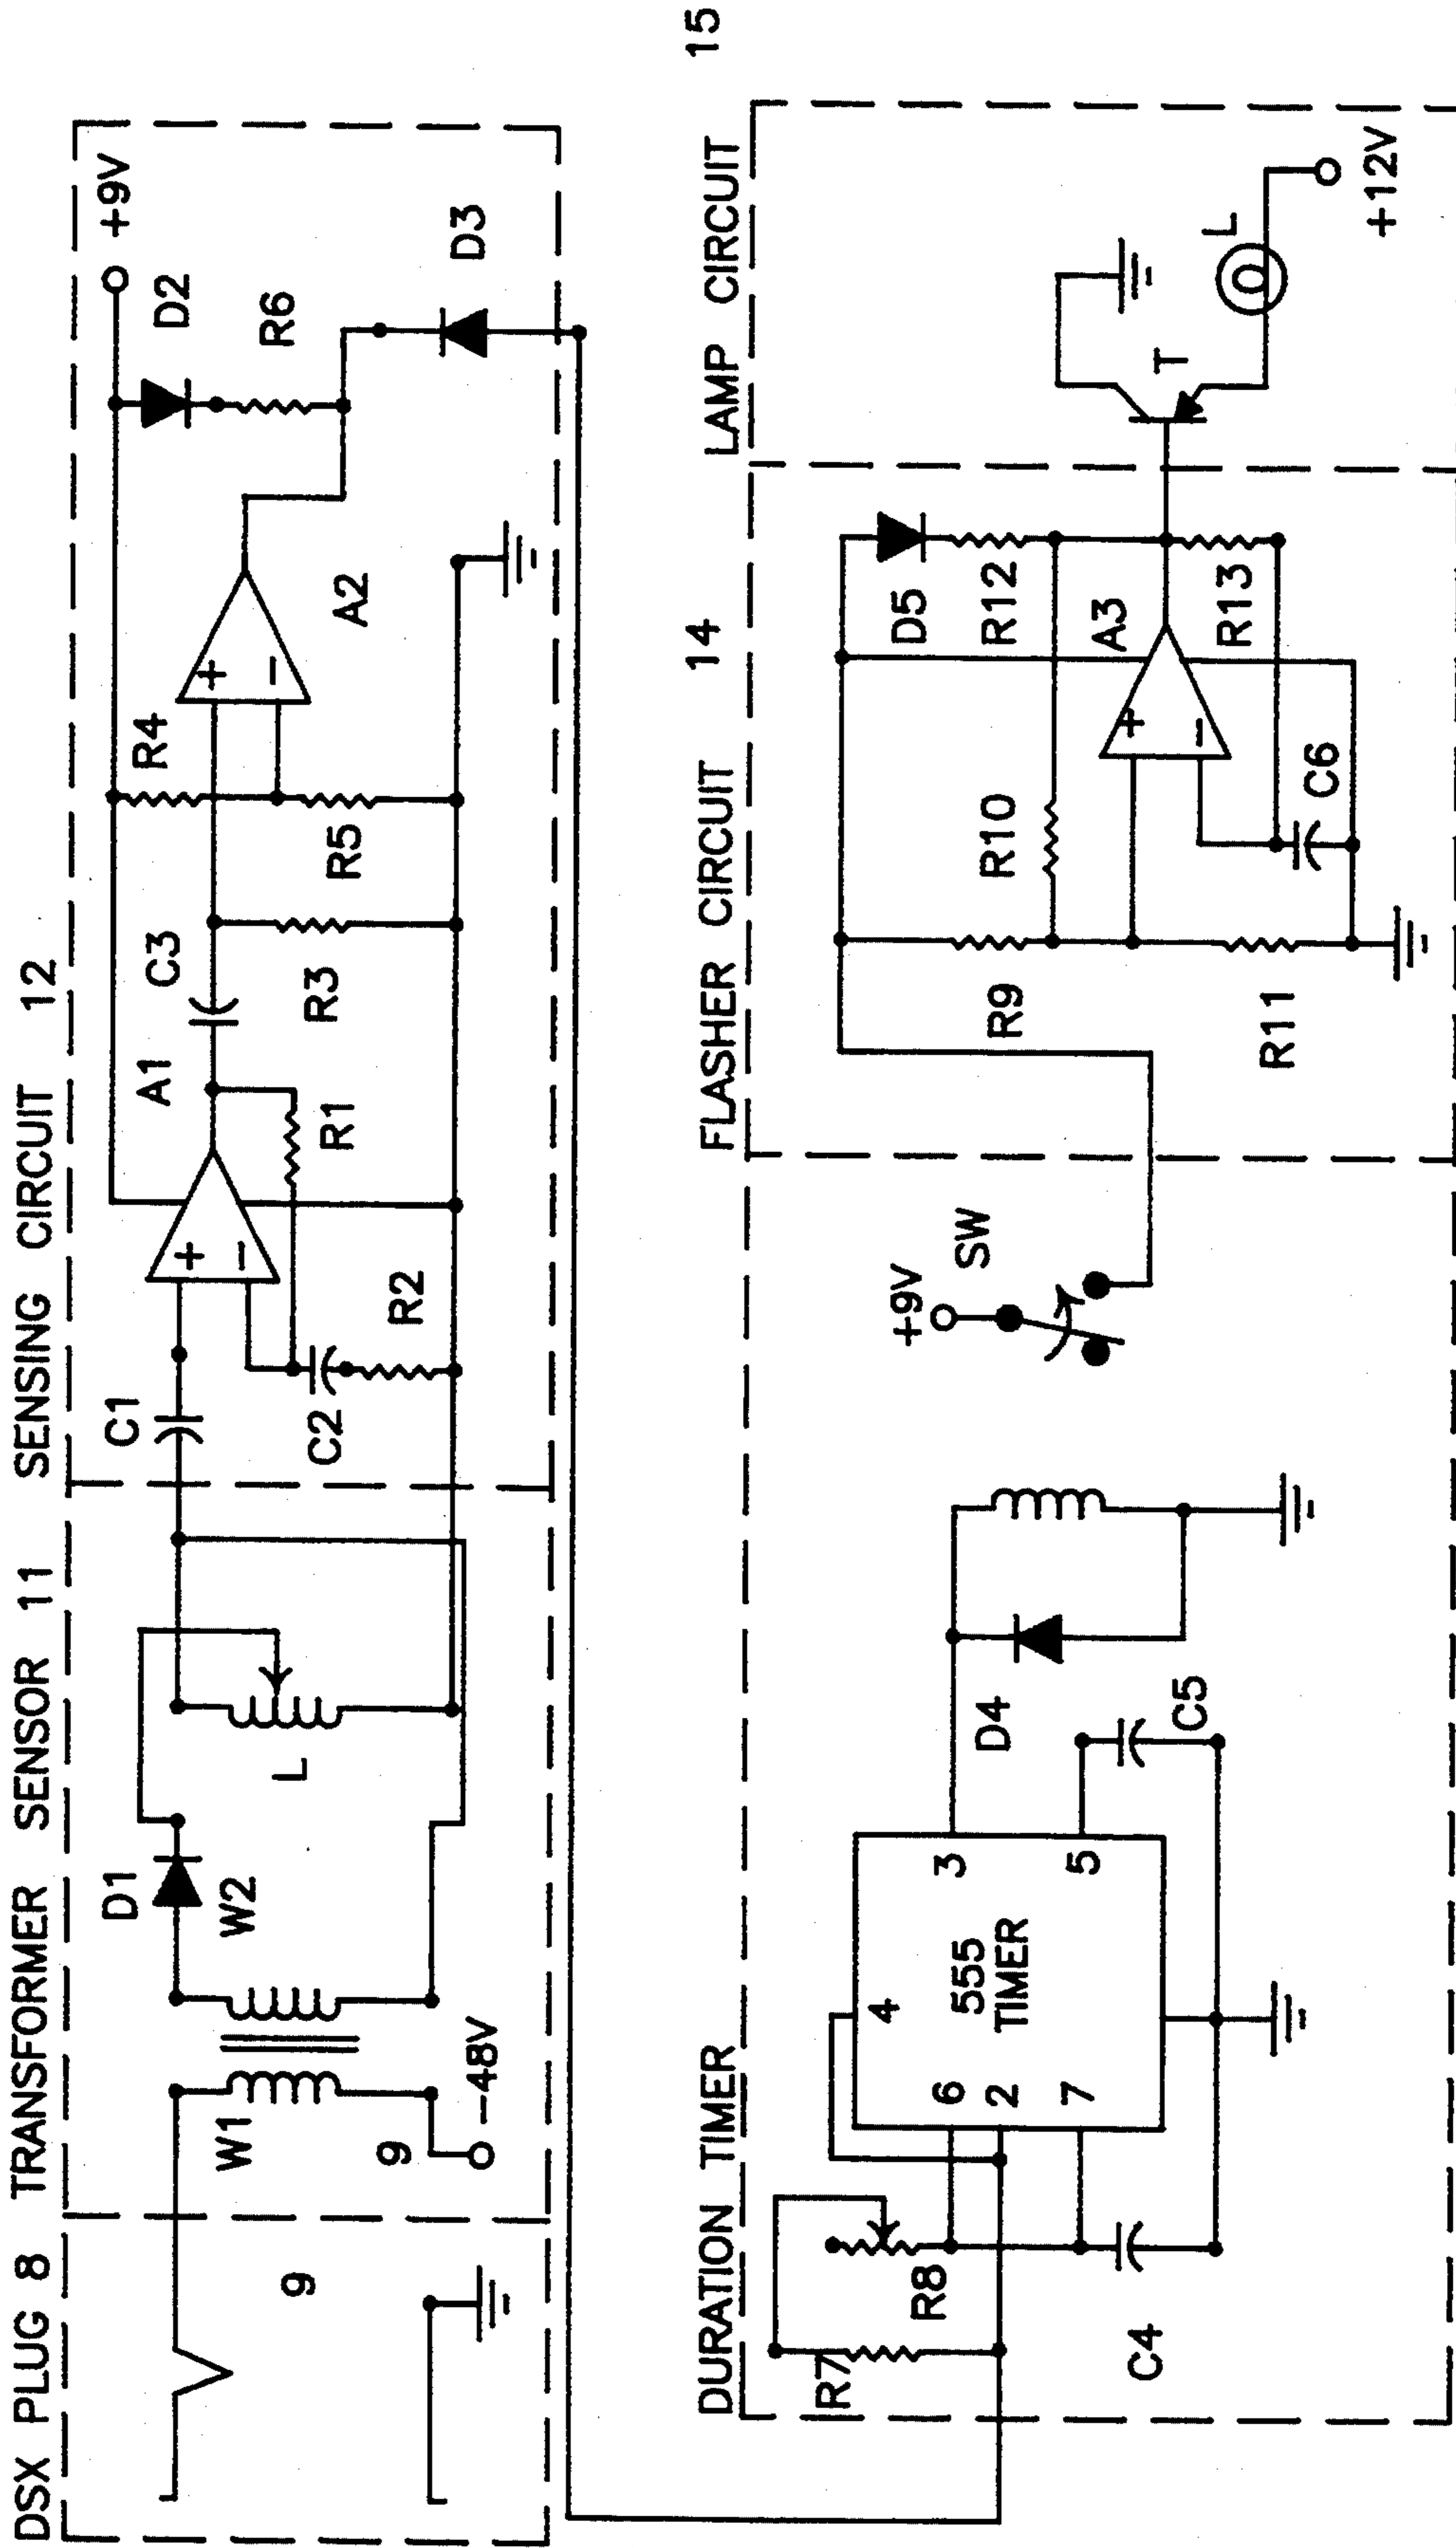 DSX PLUG 8 TRANSFORMER SENSOR 11 SENSING CIRCUIT 12
9
W1
9
-48V
W2
D1
L
C1
C2
R2
+
-
A1
R1
C3
R3
R4
R5
+
-
A2
+9V
D2
R6
D3
DURATION TIMER
FLASHER CIRCUIT 14
LAMP CIRCUIT
15
R7
R8
C4
6
2
7
4
555
TIMER
3
5
D4
C5
+9V
SW
R9
R10
R11
+
-
A3
C6
D5
R12
R13
T
L
+12V